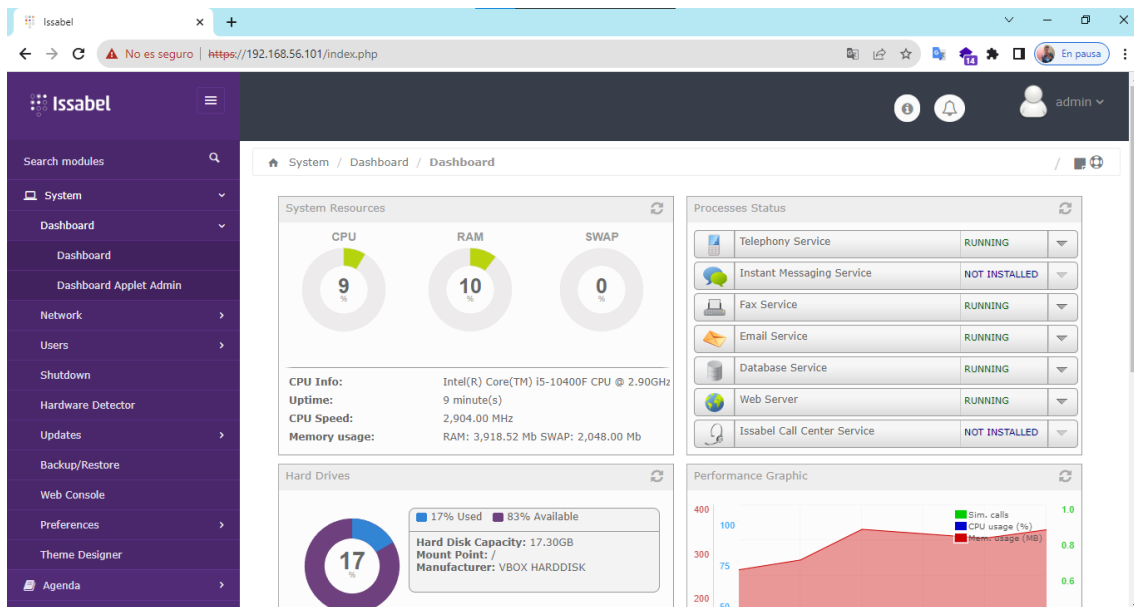 Issabel
No es seguro | https://192.168.56.101/index.php
14
En pausa
Issabel
admin
Search modules
System
Dashboard
Dashboard
Dashboard Applet Admin
Network
Users
Shutdown
Hardware Detector
Updates
Backup/Restore
Web Console
Preferences
Theme Designer
Agenda
System / Dashboard / Dashboard /
System Resources
CPU RAM SWAP
9 % 10 % 0 %
CPU Info: Intel(R) Core(TM) i5-10400F CPU @ 2.90GHz
Uptime: 9 minute(s)
CPU Speed: 2,904.00 MHz
Memory usage: RAM: 3,918.52 Mb SWAP: 2,048.00 Mb
Processes Status
Telephony Service RUNNING
Instant Messaging Service NOT INSTALLED
Fax Service RUNNING
Email Service RUNNING
Database Service RUNNING
Web Server RUNNING
Issabel Call Center Service NOT INSTALLED
Hard Drives
17% Used 83% Available
Hard Disk Capacity: 17.30GB
Mount Point: /
Manufacturer: VBOX HARDDISK
17 %
Performance Graphic
400 100 1.0
Sim. calls
CPU usage (%)
Mem. usage (MB)
300 75 0.8
0.6
200 50